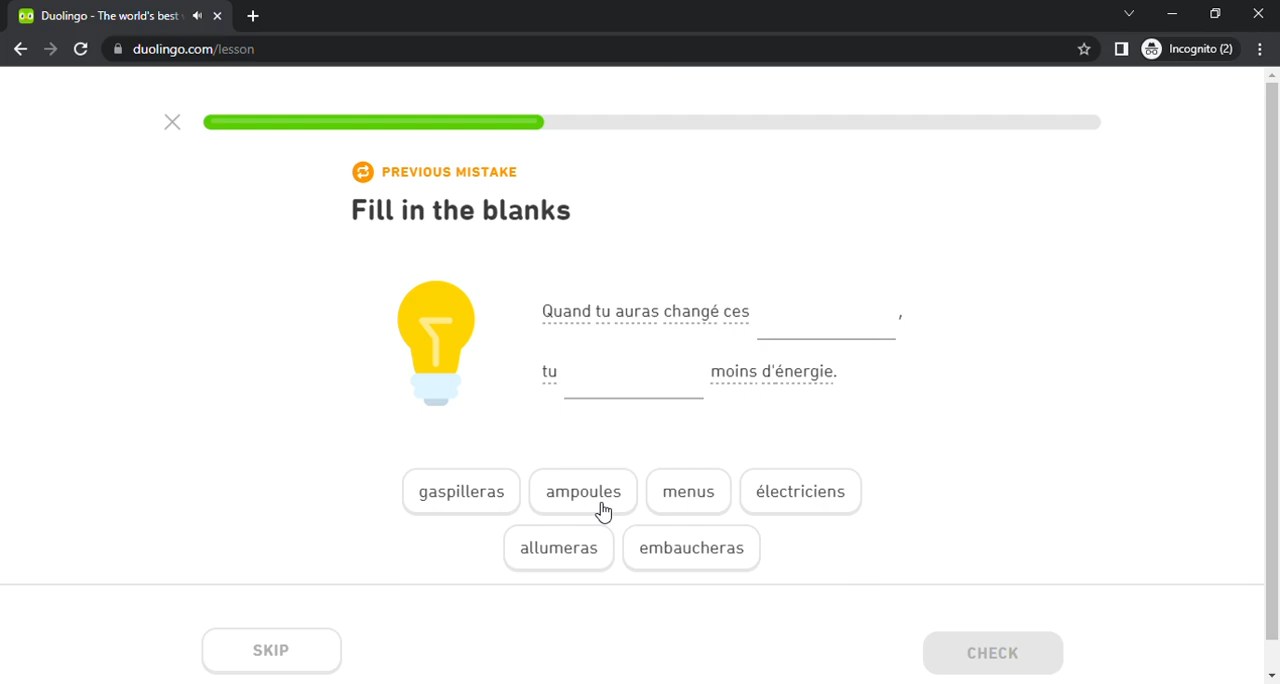 Duolingo - The world's best
duolingo.com/lesson
Incognito (2)
PREVIOUS MISTAKE
Fill in the blanks
Quand tu auras changé ces ,
tu moins d'énergie.
gaspilleras ampoules menus électriciens
allumeras embaucheras
SKIP CHECK